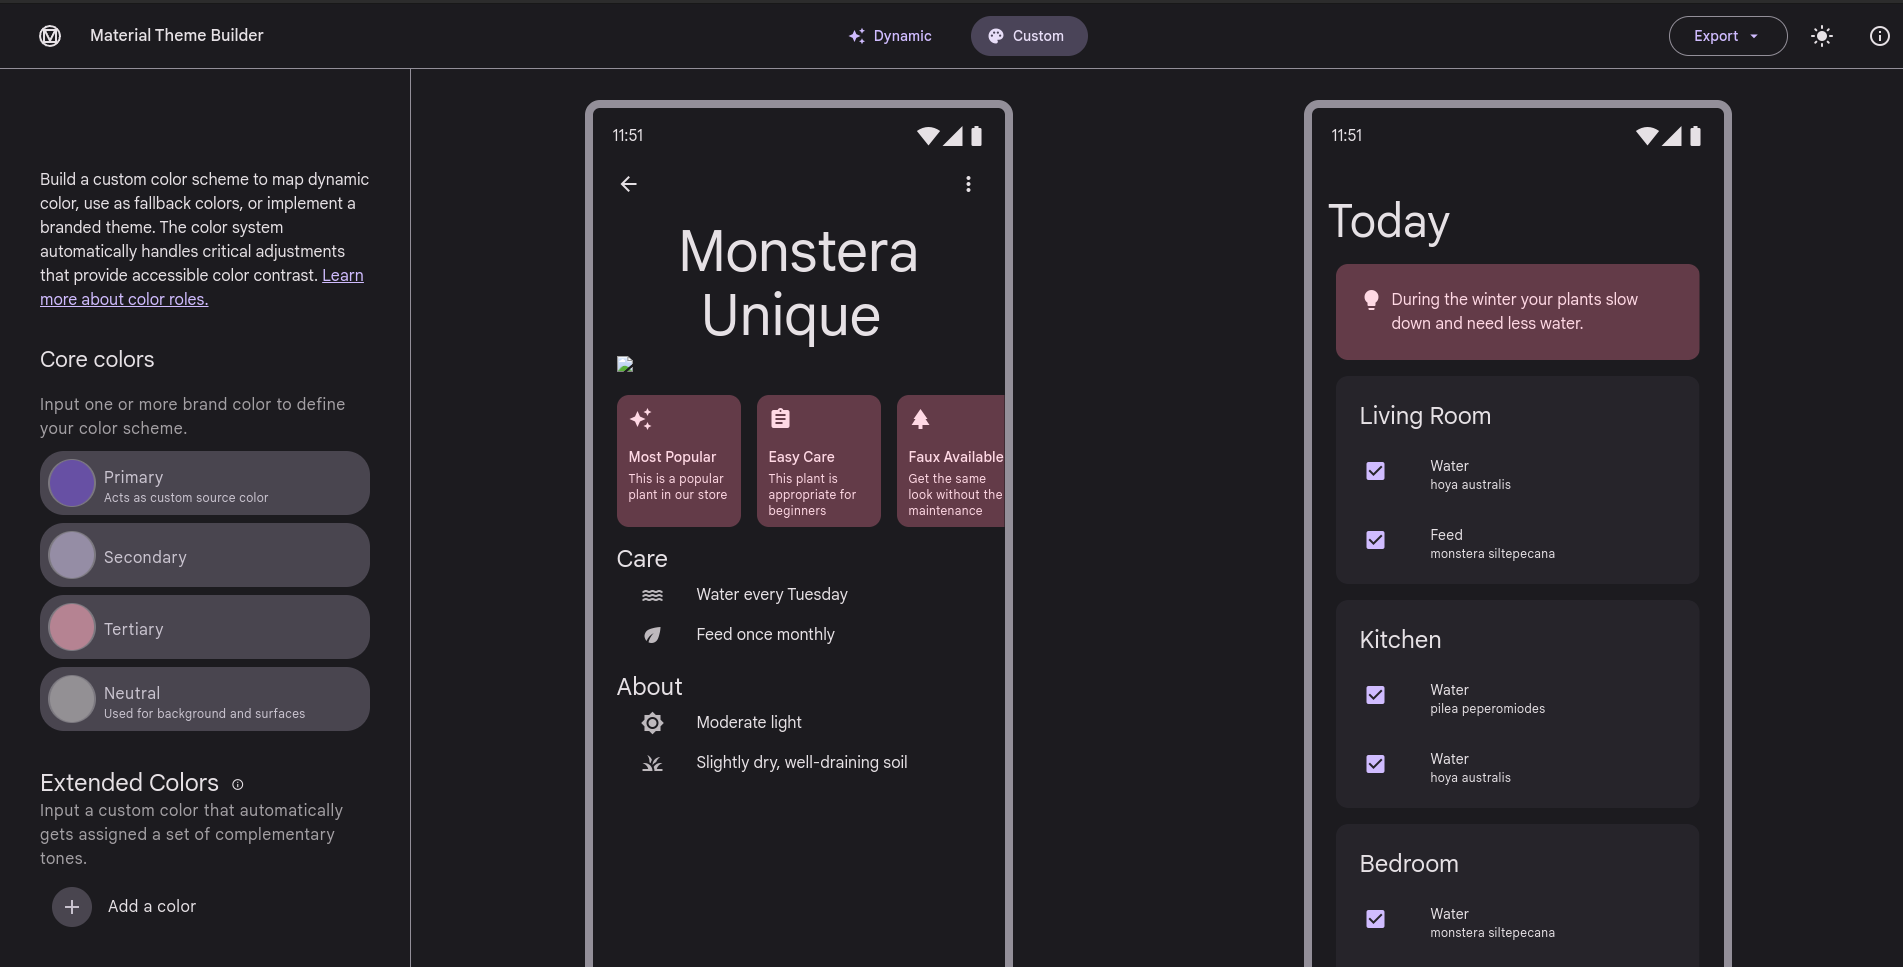 Material Theme Builder
Dynamic
Custom
Export
Build a custom color scheme to map dynamic
color, use as fallback colors, or implement a
branded theme. The color system
automatically handles critical adjustments
that provide accessible color contrast. Learn
more about color roles.
Core colors
Input one or more brand color to define
your color scheme.
Primary
Acts as custom source color
Secondary
Tertiary
Neutral
Used for background and surfaces
Extended Colors
Input a custom color that automatically
gets assigned a set of complementary
tones.
Add a color
11:51
Monstera
Unique
Most Popular
This is a popular
plant in our store
Easy Care
This plant is
appropriate for
beginners
Faux Available
Get the same
look without the
maintenance
Care
Water every Tuesday
Feed once monthly
About
Moderate light
Slightly dry, well-draining soil
11:51
Today
During the winter your plants slow
down and need less water.
Living Room
Water
hoya australis
Feed
monstera siltepecana
Kitchen
Water
pilea peperomiodes
Water
hoya australis
Bedroom
Water
monstera siltepecana